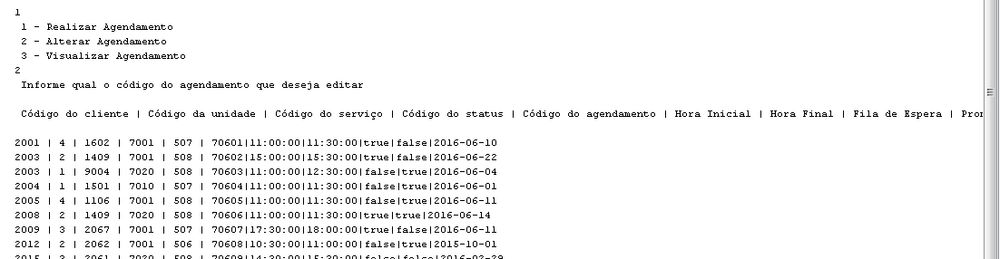 1
1 - Realizar Agendamento
2 - Alterar Agendamento
3 - Visualizar Agendamento
2
Informe qual o código do agendamento que deseja editar
Código do cliente | Código da unidade | Código do serviço | Código do status | Código do agendamento | Hora Inicial | Hora Final | Fila de Espera |
2001 | 4 | 1602 | 7001 | 507 | 70601|11:00:00|11:30:00|true|false|2016-06-10
2003 | 2 | 1409 | 7001 | 508 | 70602|15:00:00|15:30:00|true|false|2016-06-22
2003 | 1 | 9004 | 7020 | 508 | 70603|11:00:00|12:30:00|false|true|2016-06-04
2004 | 1 | 1501 | 7010 | 507 | 70604|11:00:00|11:30:00|false|true|2016-06-01
2005 | 4 | 1106 | 7001 | 508 | 70605|11:00:00|11:30:00|false|true|2016-06-11
2008 | 2 | 1409 | 7020 | 508 | 70606|11:00:00|11:30:00|true|true|2016-06-14
2009 | 3 | 2067 | 7001 | 507 | 70607|17:30:00|18:00:00|true|false|2016-06-11
2012 | 2 | 2062 | 7001 | 506 | 70608|10:30:00|11:00:00|false|true|2015-10-01
2015 | 3 | 2061 | 7020 | 508 | 70609|14:30:00|15:30:00|false|false|2016-02-29